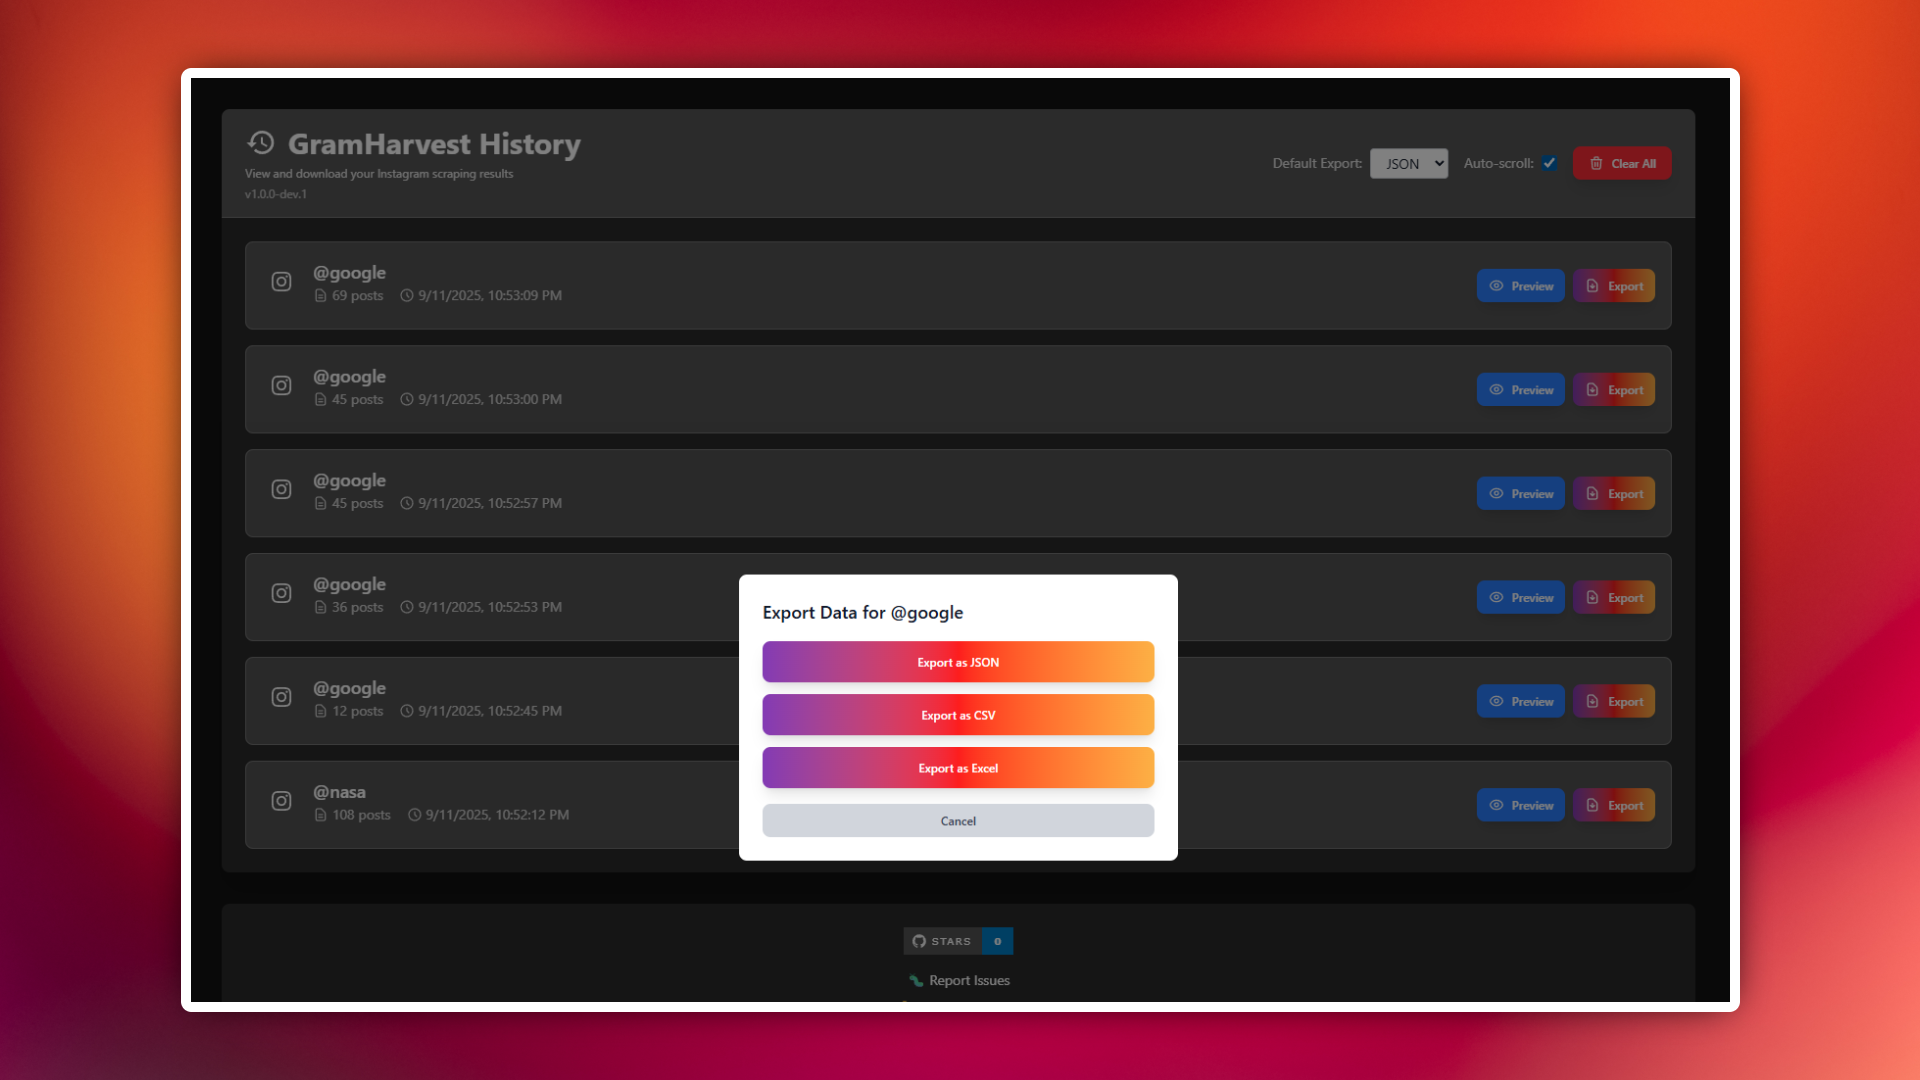 GramHarvest History
View and download your Instagram scraping results
v1.0.0-dev.1
Default Export: JSON Auto-scroll: Clear All
@google
69 posts 9/11/2025, 10:53:09 PM
Preview Export
@google
45 posts 9/11/2025, 10:53:00 PM
Preview Export
@google
45 posts 9/11/2025, 10:52:57 PM
Preview Export
@google
36 posts 9/11/2025, 10:52:53 PM
Preview Export
@google
12 posts 9/11/2025, 10:52:45 PM
Preview Export
@nasa
108 posts 9/11/2025, 10:52:12 PM
Preview Export
Export Data for @google
Export as JSON
Export as CSV
Export as Excel
Cancel
STARS 0
Report Issues